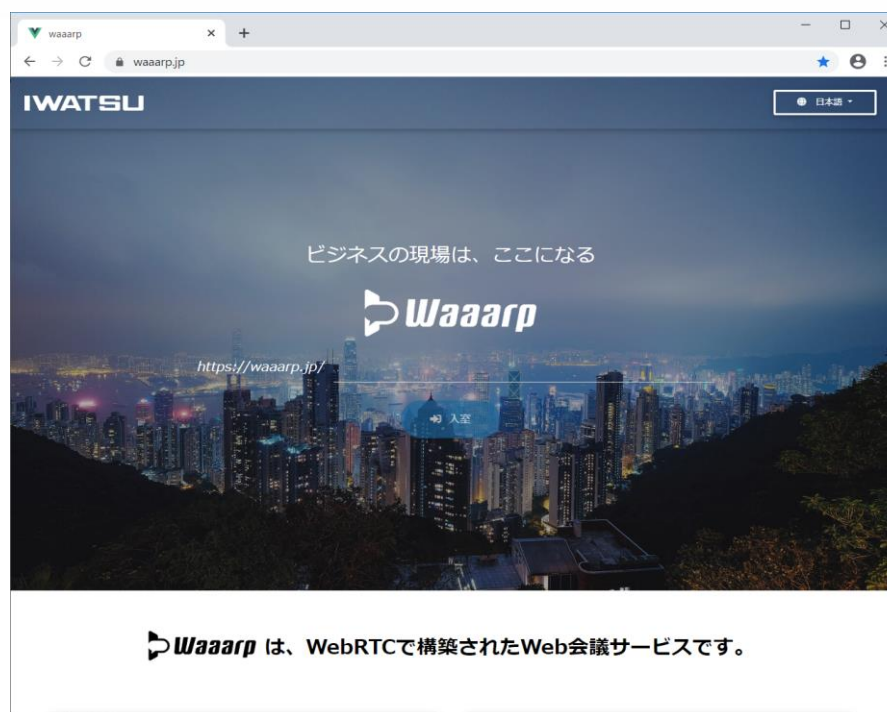 waaarp
waaarp.jp
IWATSU
日本語
ビジネスの現場は、ここになる
Waaarp
https://waaarp.jp/
入室
Waaarp は、WebRTCで構築されたWeb会議サービスです。